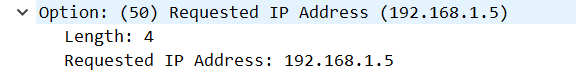 Option: (50) Requested IP Address (192.168.1.5)
Length: 4
Requested IP Address: 192.168.1.5